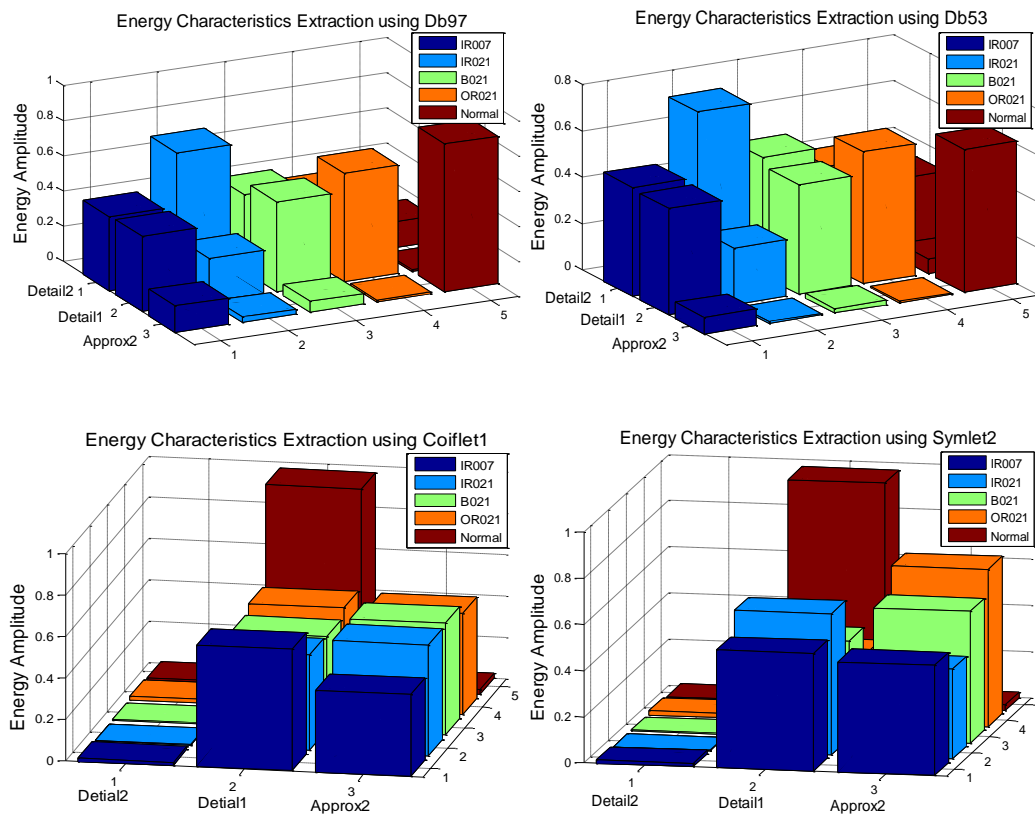 Energy Characteristics Extraction using Db97
IR007
IR021
B021
OR021
Normal
1
0.8
0.6
0.4
0.2
0
Energy Amplitude
Detail2
Detail1
Approx2
1
2
3
1
2
3
4
5
Energy Characteristics Extraction using Db53
IR007
IR021
B021
OR021
Normal
0.8
0.6
0.4
0.2
0
Energy Amplitude
Detail2
Detail1
Approx2
1
2
3
1
2
3
4
5
Energy Characteristics Extraction using Coiflet1
IR007
IR021
B021
OR021
Normal
1
0.8
0.6
0.4
0.2
0
Energy Amplitude
1
2
3
Detial2
Detial1
Approx2
1
2
3
4
5
Energy Characteristics Extraction using Symlet2
IR007
IR021
B021
OR021
Normal
1
0.8
0.6
0.4
0.2
0
Energy Amplitude
1
2
3
Detail2
Detail1
Approx2
1
2
3
4